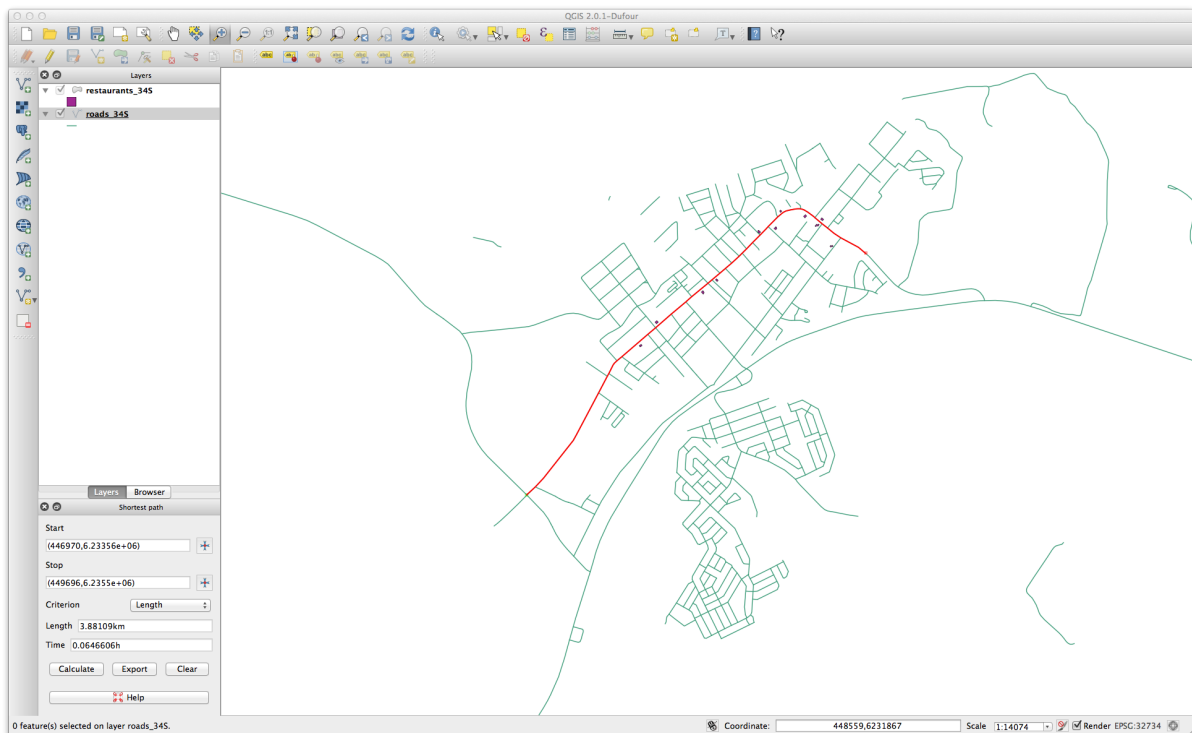 QGIS 2.0.1-Dufour
Layers
restaurants_34S
roads_34S
Layers Browser
Shortest path
Start
(446970,6.23356e+06)
Stop
(449696,6.2355e+06)
Criterion Length
Length 3.88109km
Time 0.0646606h
Calculate Export Clear
Help
0 feature(s) selected on layer roads_34S.
Coordinate: 448559,6231867 Scale 1:14074 Render EPSG:32734